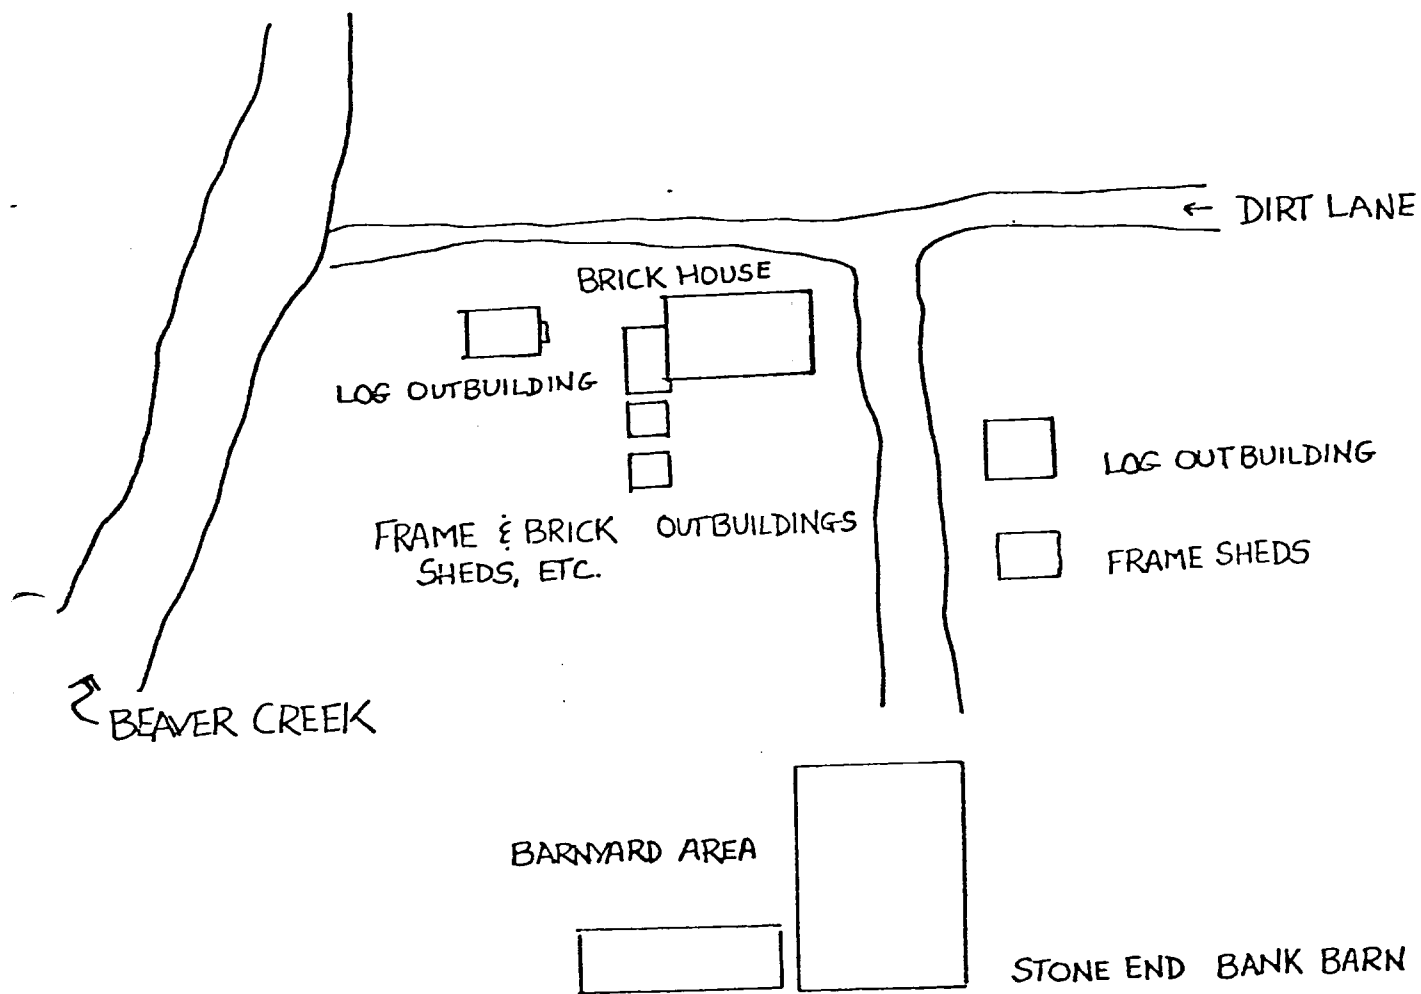 ← DIRT LANE
BRICK HOUSE
LOG OUTBUILDING
LOG OUTBUILDING
FRAME & BRICK OUTBUILDINGS
SHEDS, ETC.
FRAME SHEDS
BEAVER CREEK
BARNYARD AREA
STONE END BANK BARN